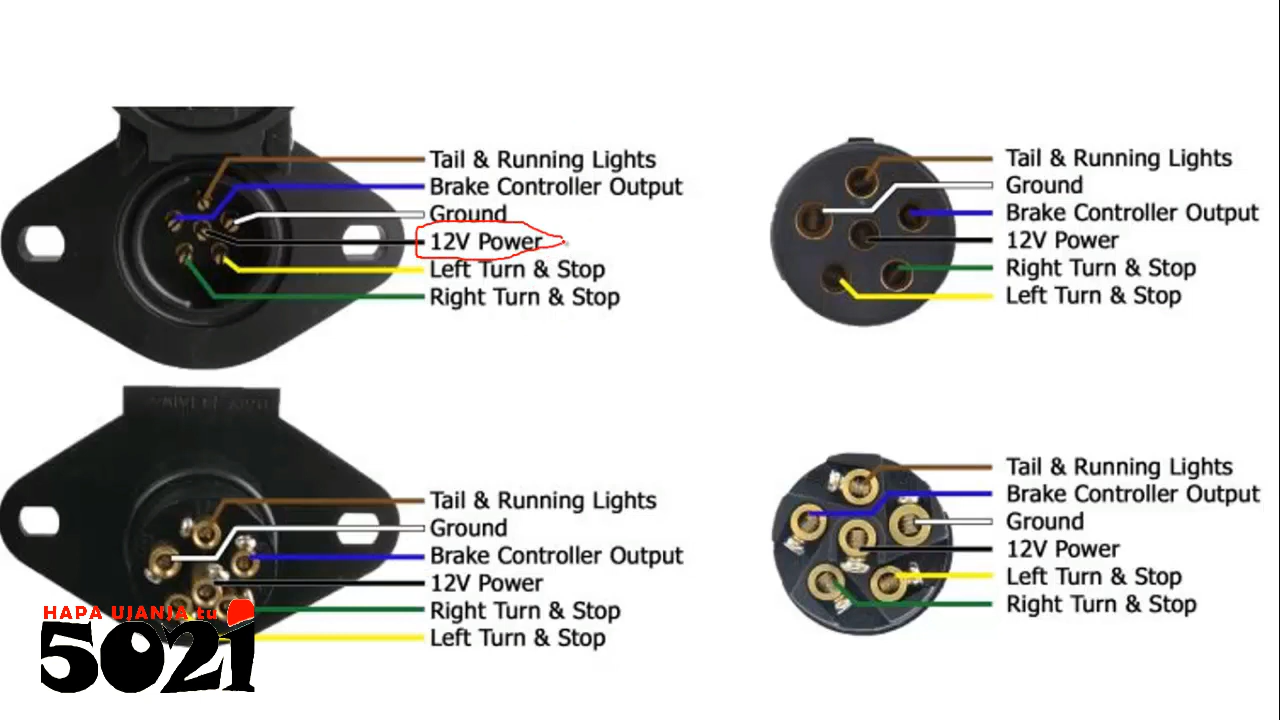 Tail & Running Lights
Brake Controller Output
Ground
12V Power
Left Turn & Stop
Right Turn & Stop
Tail & Running Lights
Ground
Brake Controller Output
12V Power
Right Turn & Stop
Left Turn & Stop
Tail & Running Lights
Ground
Brake Controller Output
12V Power
Right Turn & Stop
Left Turn & Stop
Tail & Running Lights
Brake Controller Output
Ground
12V Power
Left Turn & Stop
Right Turn & Stop
HAPA UJANJA tu
5021